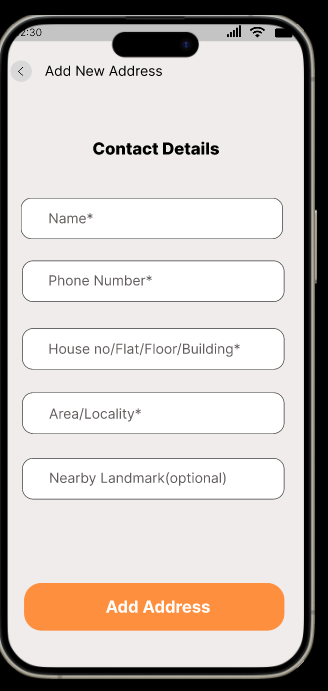 2:30
Add New Address
Contact Details
Name*
Phone Number*
House no/Flat/Floor/Building*
Area/Locality*
Nearby Landmark(optional)
Add Address